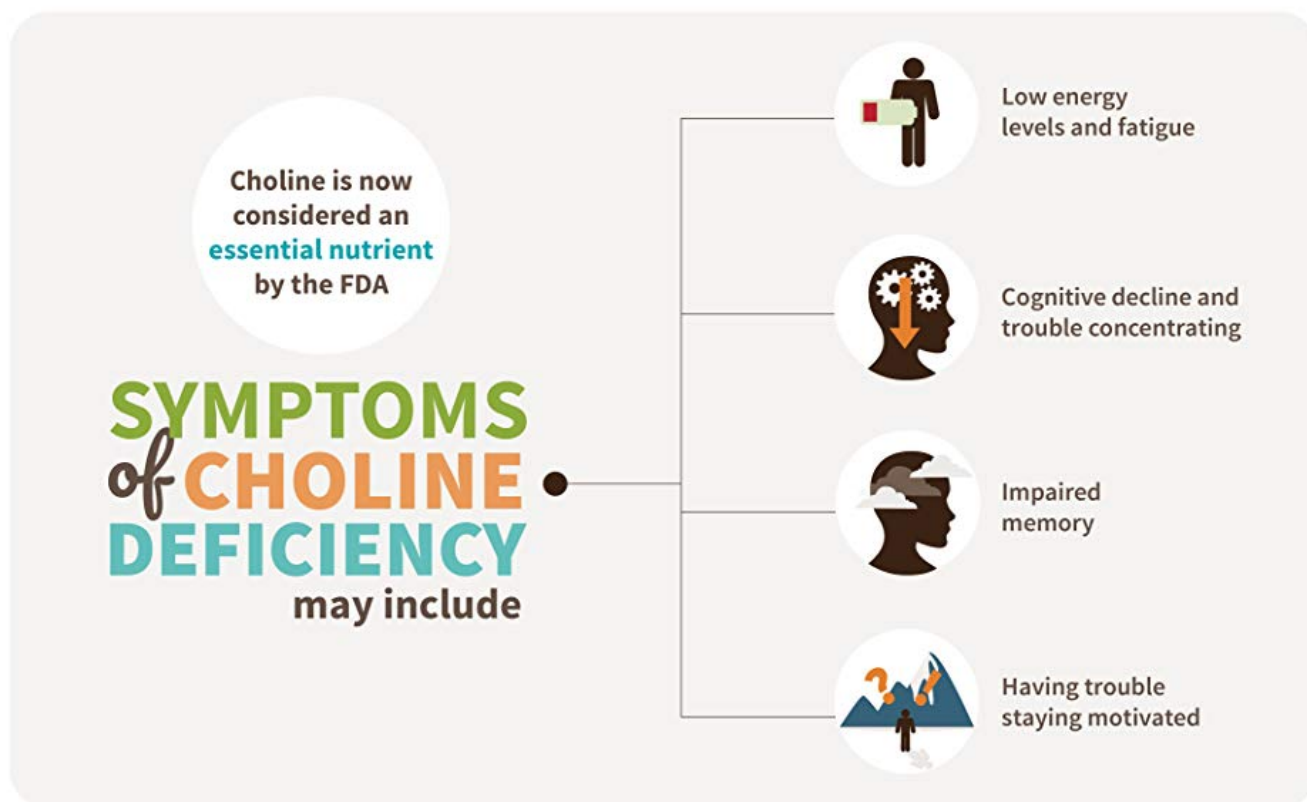 Choline is now
considered an
essential nutrient
by the FDA
SYMPTOMS
of CHOLINE
DEFICIENCY
may include
Low energy
levels and fatigue
Cognitive decline and
trouble concentrating
Impaired
memory
Having trouble
staying motivated